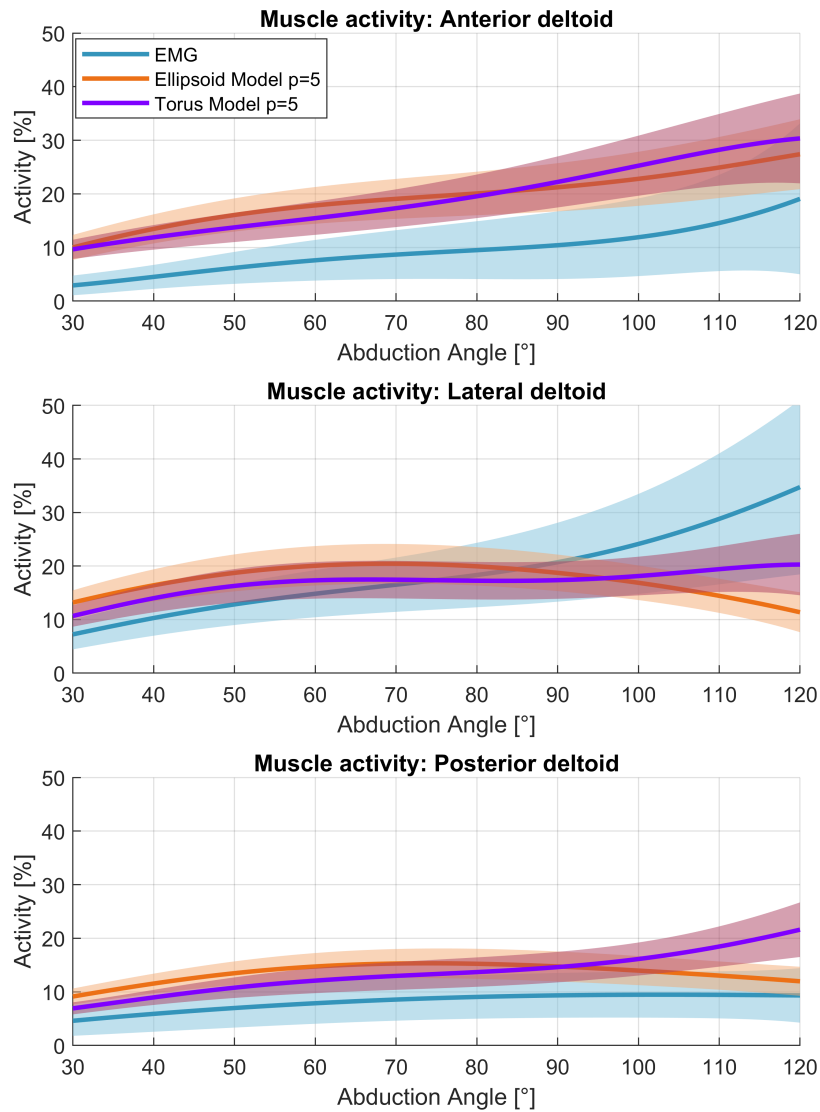 Muscle activity: Anterior deltoid
50
40
30
20
10
0
Activity [%]
EMG
Ellipsoid Model p=5
Torus Model p=5
30 40 50 60 70 80 90 100 110 120
Abduction Angle [°]
Muscle activity: Lateral deltoid
50
40
30
20
10
0
Activity [%]
30 40 50 60 70 80 90 100 110 120
Abduction Angle [°]
Muscle activity: Posterior deltoid
50
40
30
20
10
0
Activity [%]
30 40 50 60 70 80 90 100 110 120
Abduction Angle [°]